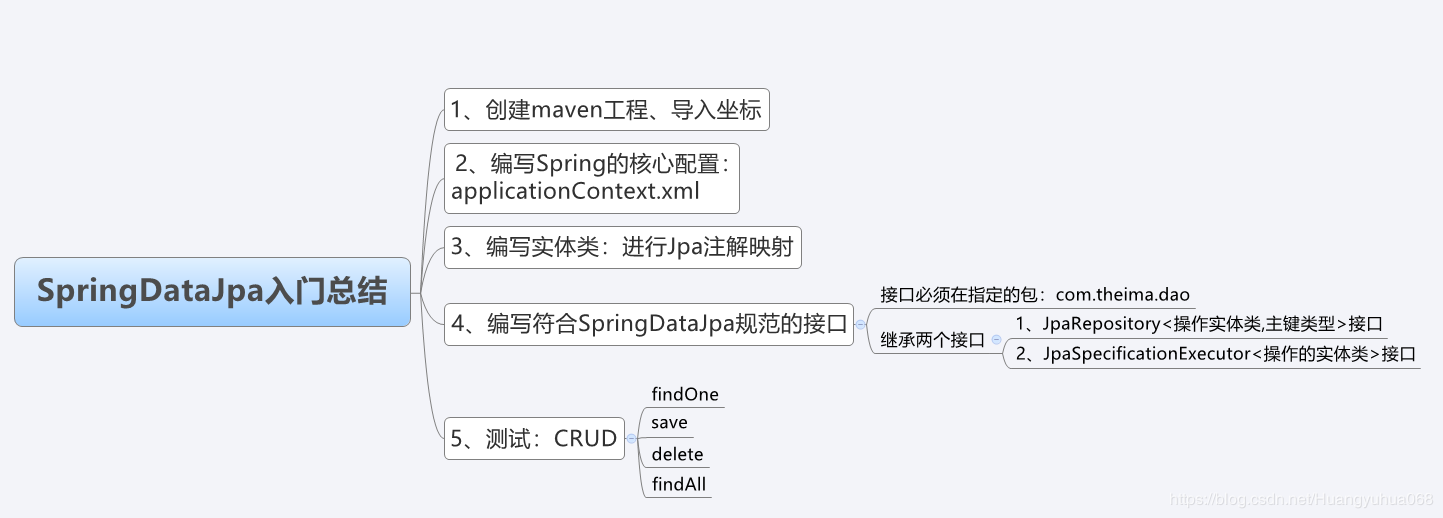 SpringDataJpa入门总结
1、创建maven工程、导入坐标
2、编写Spring的核心配置：
applicationContext.xml
3、编写实体类：进行Jpa注解映射
4、编写符合SpringDataJpa规范的接口
接口必须在指定的包：com.theima.dao
继承两个接口
1、JpaRepository<操作实体类,主键类型>接口
2、JpaSpecificationExecutor<操作的实体类>接口
5、测试：CRUD
findOne
save
delete
findAll
https://blog.csdn.net/Huangyuhua068